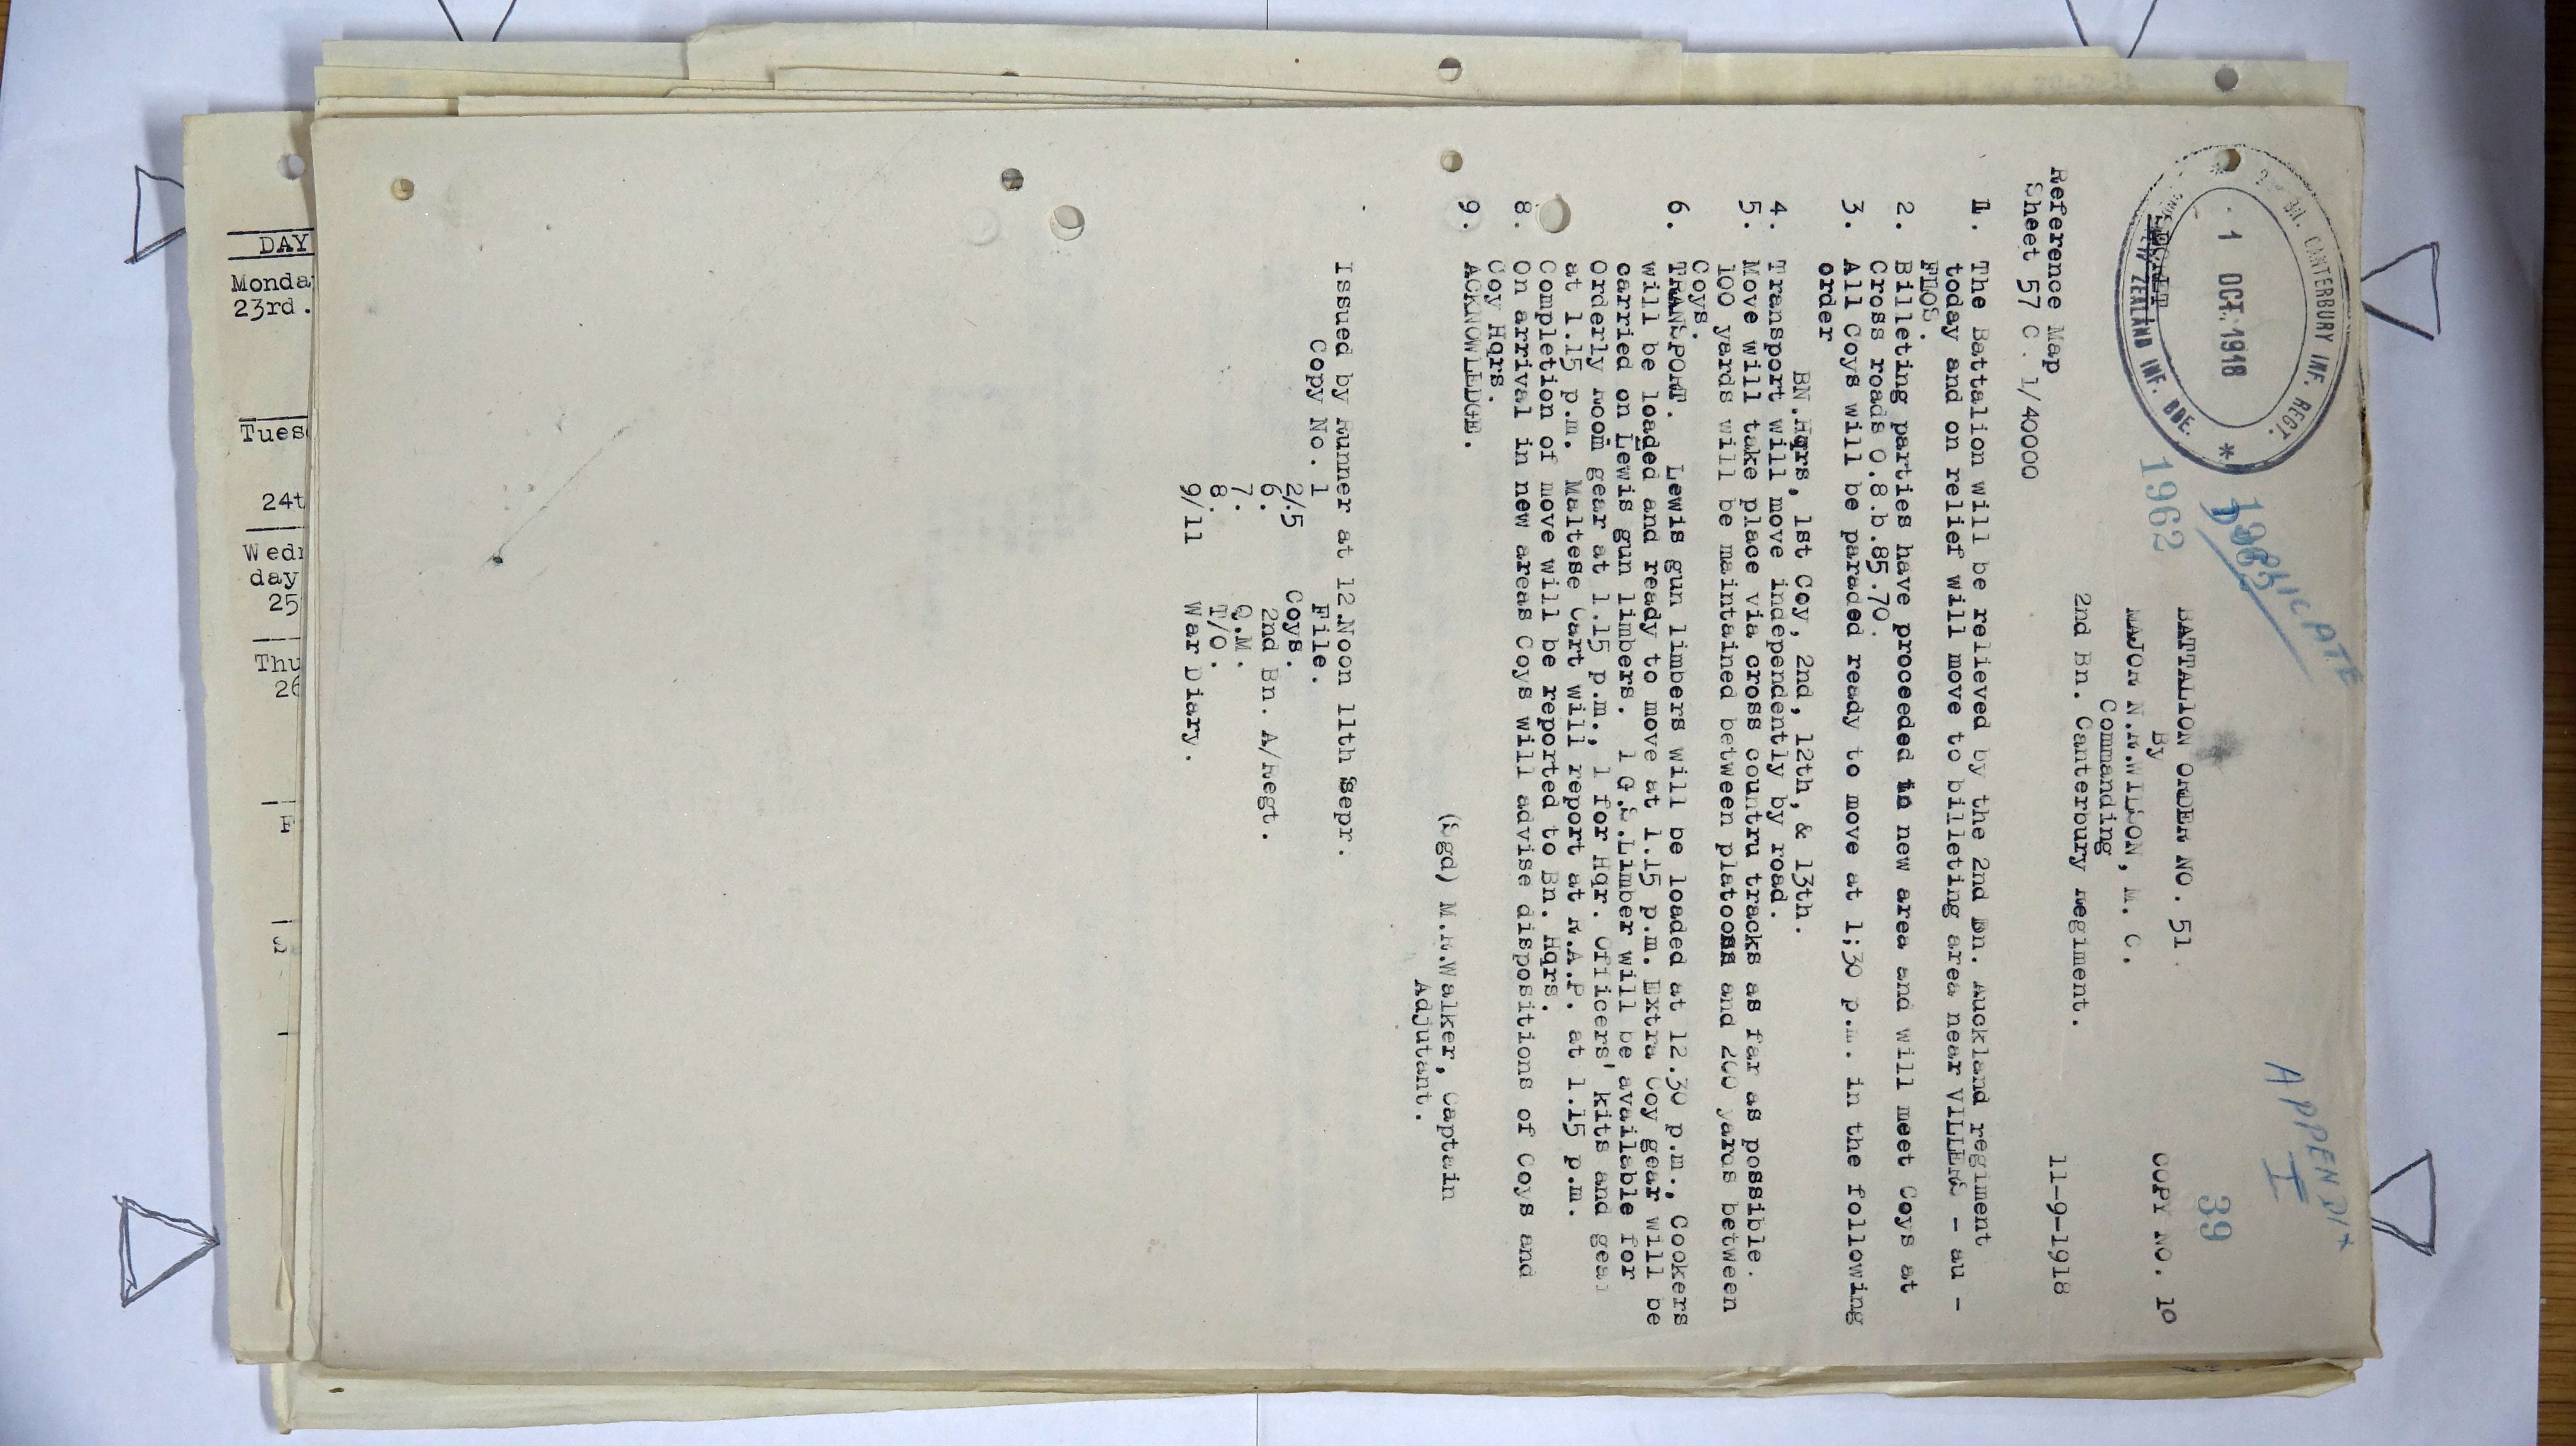 APPENDIX
I
DUPLICATE
39
1962
2nd Bn. CANTERBURY INF. REGT.
1 OCT. 1918
NEW ZEALAND INF. BDE.
BATTALION ORDER NO. 51.
COPY NO. 10
By
MAJOR N.R.WILSON, M. C.
Commanding
2nd Bn. Canterbury Regiment.
Reference Map
11-9-1918
Sheet 57 C. 1/40000
1. The Battalion will be relieved by the 2nd Bn. Auckland regiment
today and on relief will move to billeting area near VILLERS - au -
FLOS.
2. Billeting parties have proceeded to new area and will meet Coys at
Cross roads O.8.b.85.70.
3. All Coys will be paraded ready to move at 1;30 p.m. in the following
order
BN.Hqrs, 1st Coy, 2nd, 12th, & 13th.
4. Transport will move independently by road.
5. Move will take place via cross countru tracks as far as possible.
100 yards will be maintained between platoons and 200 yards between
Coys.
6. TRANSPORT. Lewis gun limbers will be loaded at 12.30 p.m., Cookers
will be loaded and ready to move at 1.15 p.m. Extra Coy gear will be
carried on Lewis gun limbers. 1 G.S.Limber will be available for
Orderly Room gear at 1.15 p.m., 1 for Hqr. Officers' kits and gear
at 1.15 p.m. Maltese Cart will report at R.A.P. at 1.15 p.m.
Completion of move will be reported to Bn. Hqrs.
8. On arrival in new areas Coys will advise dispositions of Coys and
Coy Hqrs.
9. ACKNOWLEDGE.
(Sgd) M.R.Walker, Captain
Adjutant.
Issued by Runner at 12.Noon 11th Sepr.
Copy No. 1 File.
2/5 Coys.
6. 2nd Bn. A/Regt.
7. Q.M.
8. T/O.
9/11 War Diary.
DAY
Monda
23rd.
Tues
24t
Wed
day
25
Thu
26